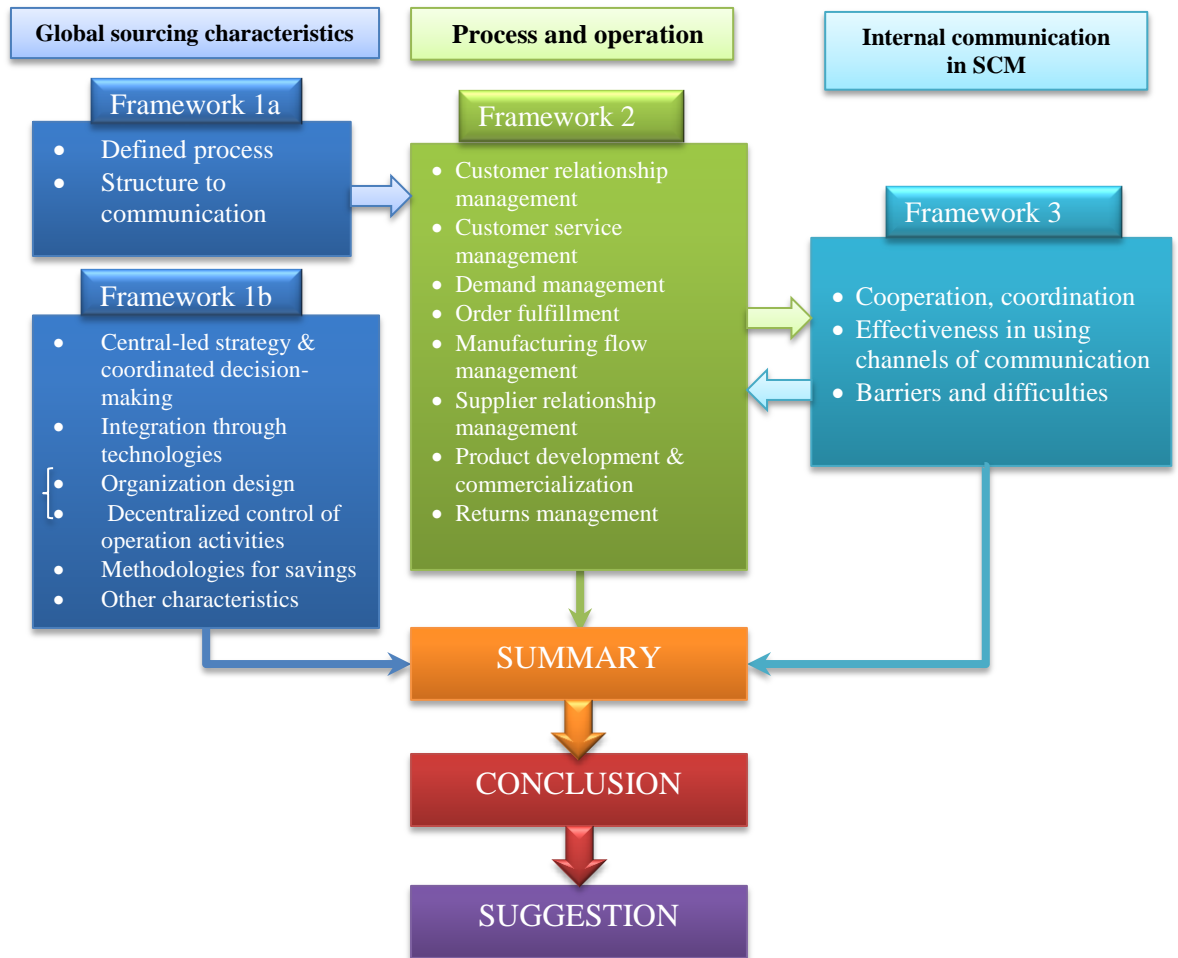 Global sourcing characteristics
Process and operation
Internal communication
in SCM
Framework 1a
• Defined process
• Structure to
communication
Framework 1b
• Central-led strategy &
coordinated decision-
making
• Integration through
technologies
• Organization design
• Decentralized control of
operation activities
• Methodologies for savings
• Other characteristics
Framework 2
• Customer relationship
management
• Customer service
management
• Demand management
• Order fulfillment
• Manufacturing flow
management
• Supplier relationship
management
• Product development &
commercialization
• Returns management
Framework 3
• Cooperation, coordination
• Effectiveness in using
channels of communication
• Barriers and difficulties
SUMMARY
CONCLUSION
SUGGESTION